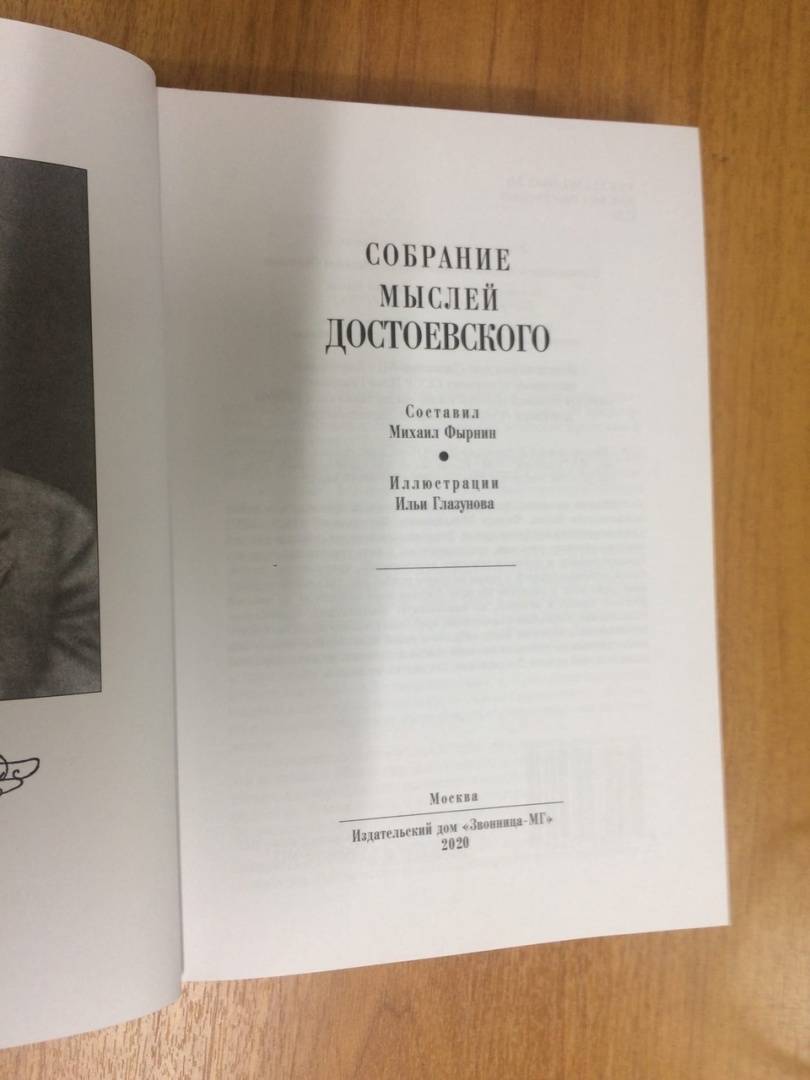 СОБРАНИЕ
МЫСЛЕЙ
ДОСТОЕВСКОГО
Составил
Михаил Фырнин
Иллюстрации
Ильи Глазунова
Москва
Издательский дом «Звонница-МГ»
2020